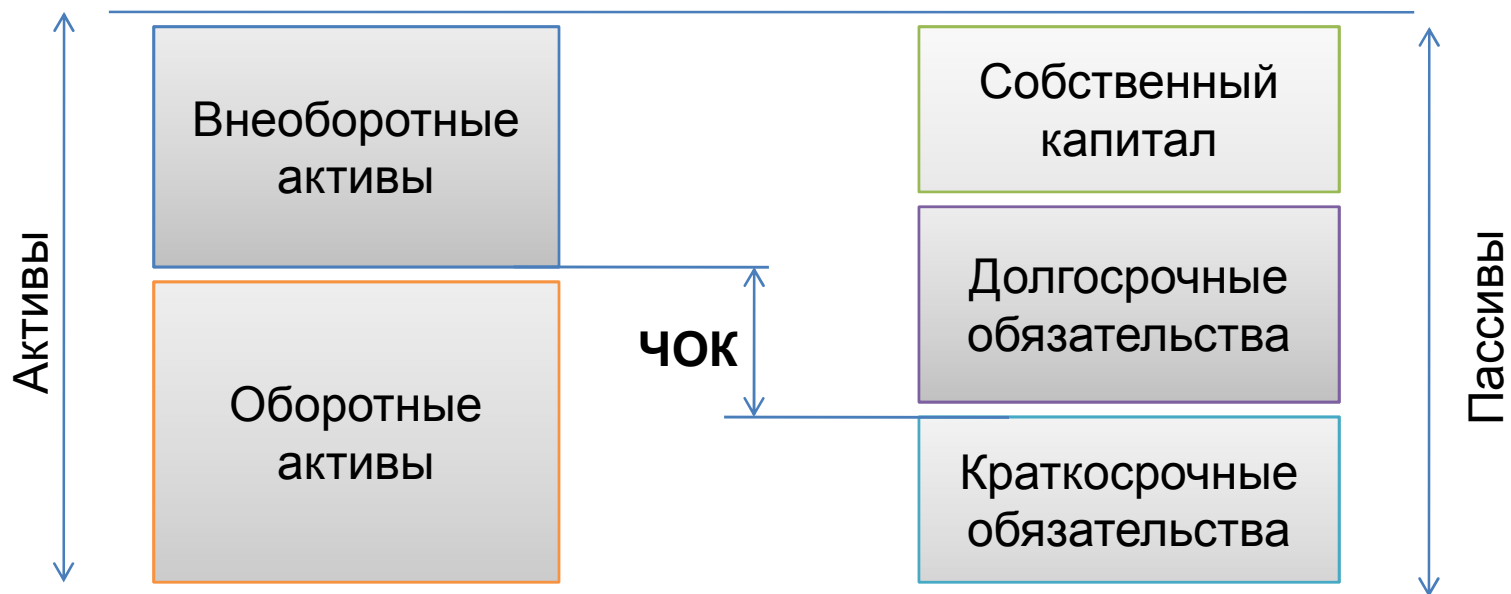 Активы
Внеоборотные
активы
Оборотные
активы
ЧОК
Собственный
капитал
Долгосрочные
обязательства
Краткосрочные
обязательства
Пассивы